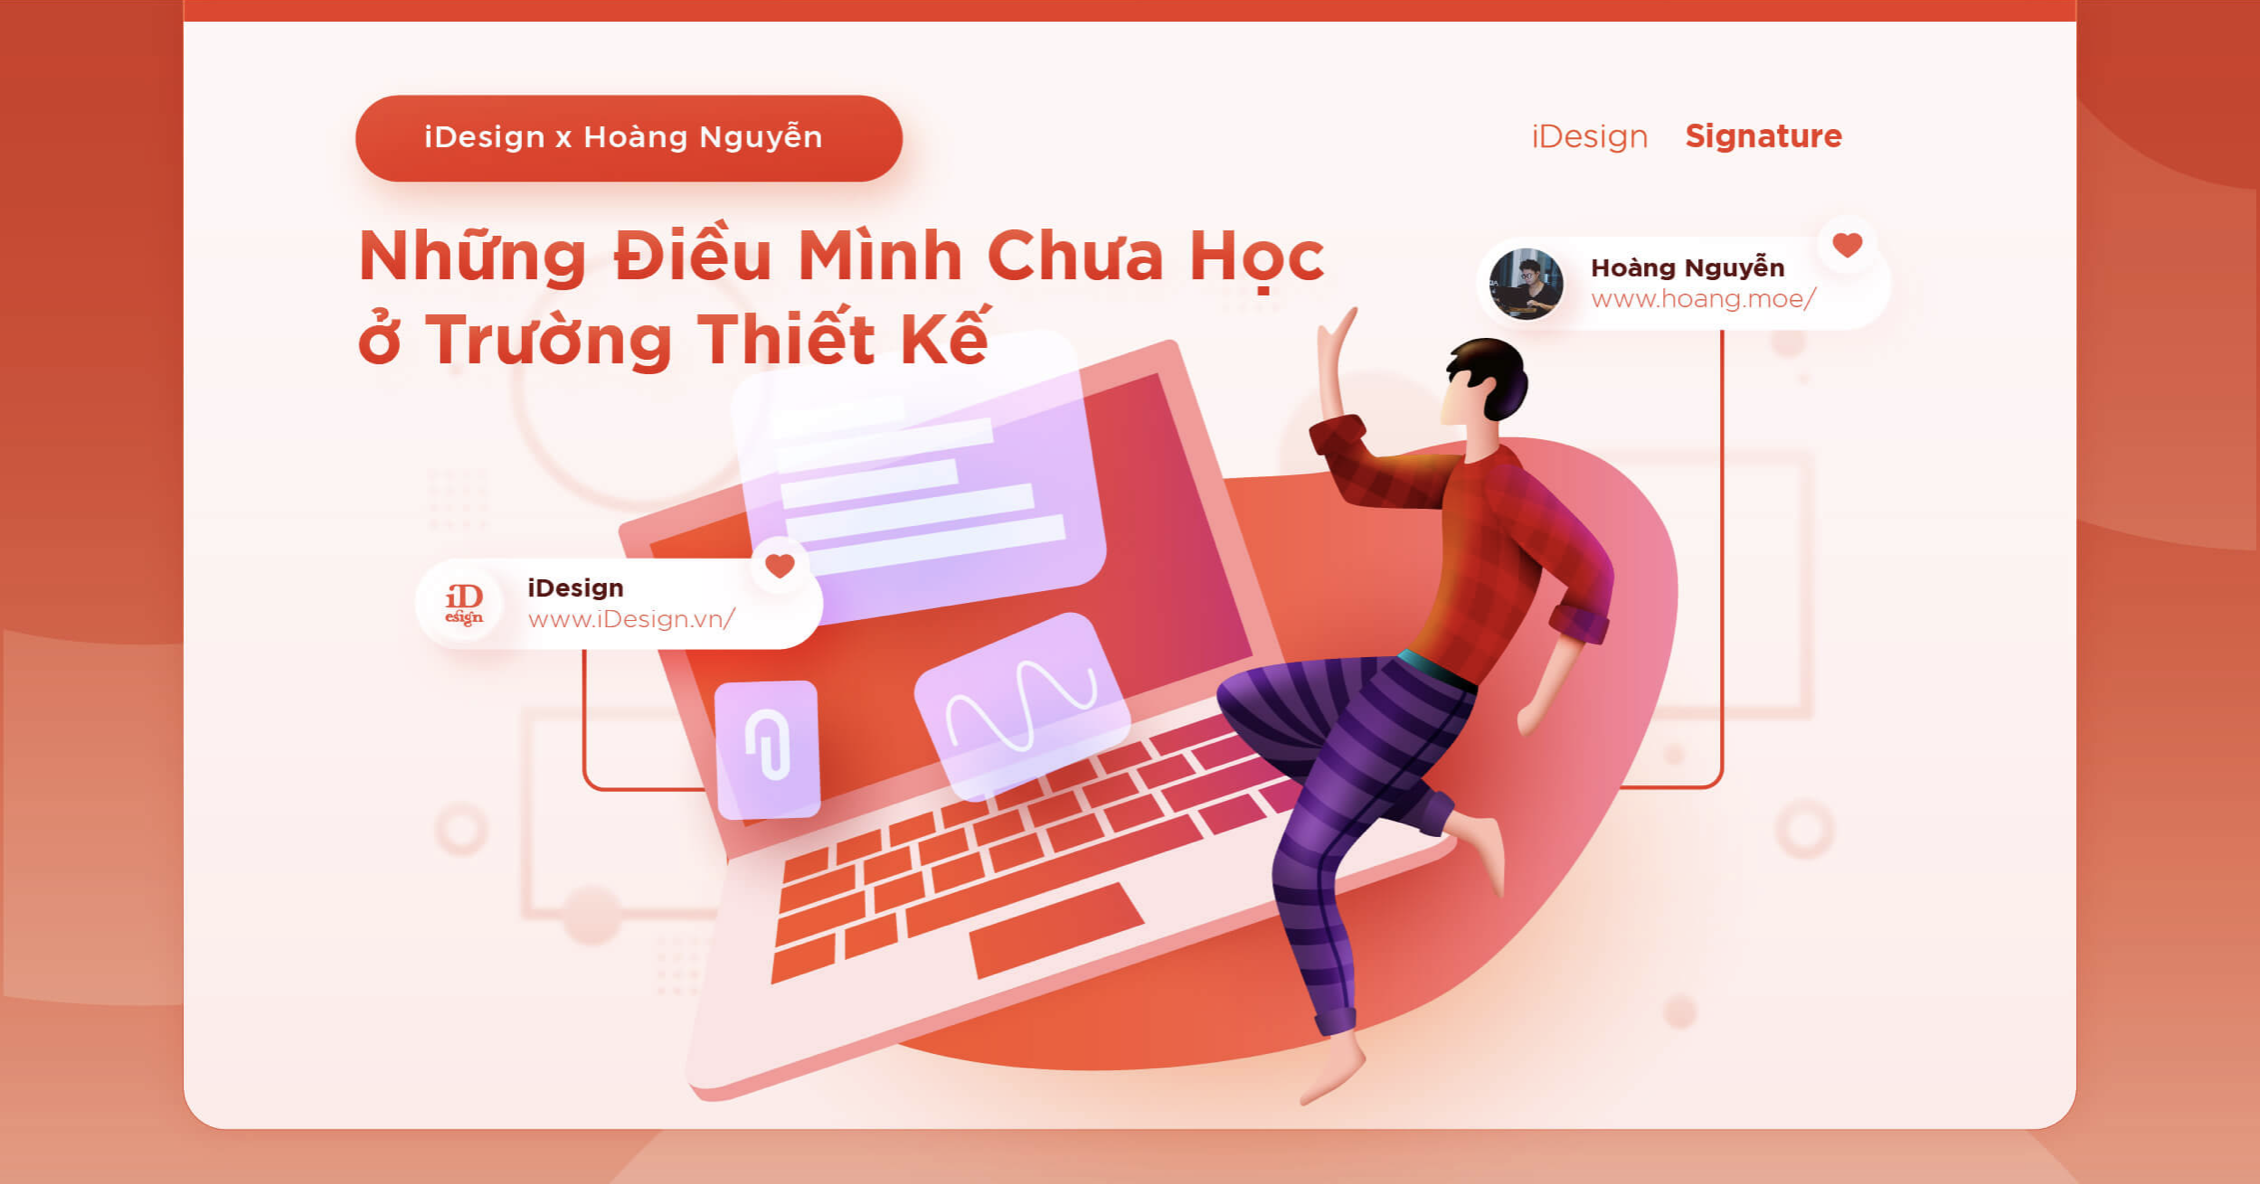 iDesign x Hoàng Nguyễn
iDesign Signature
Những Điều Mình Chưa Học
ở Trường Thiết Kế
Hoàng Nguyễn
www.hoang.moe/
iDesign
www.iDesign.vn/
iD
esign